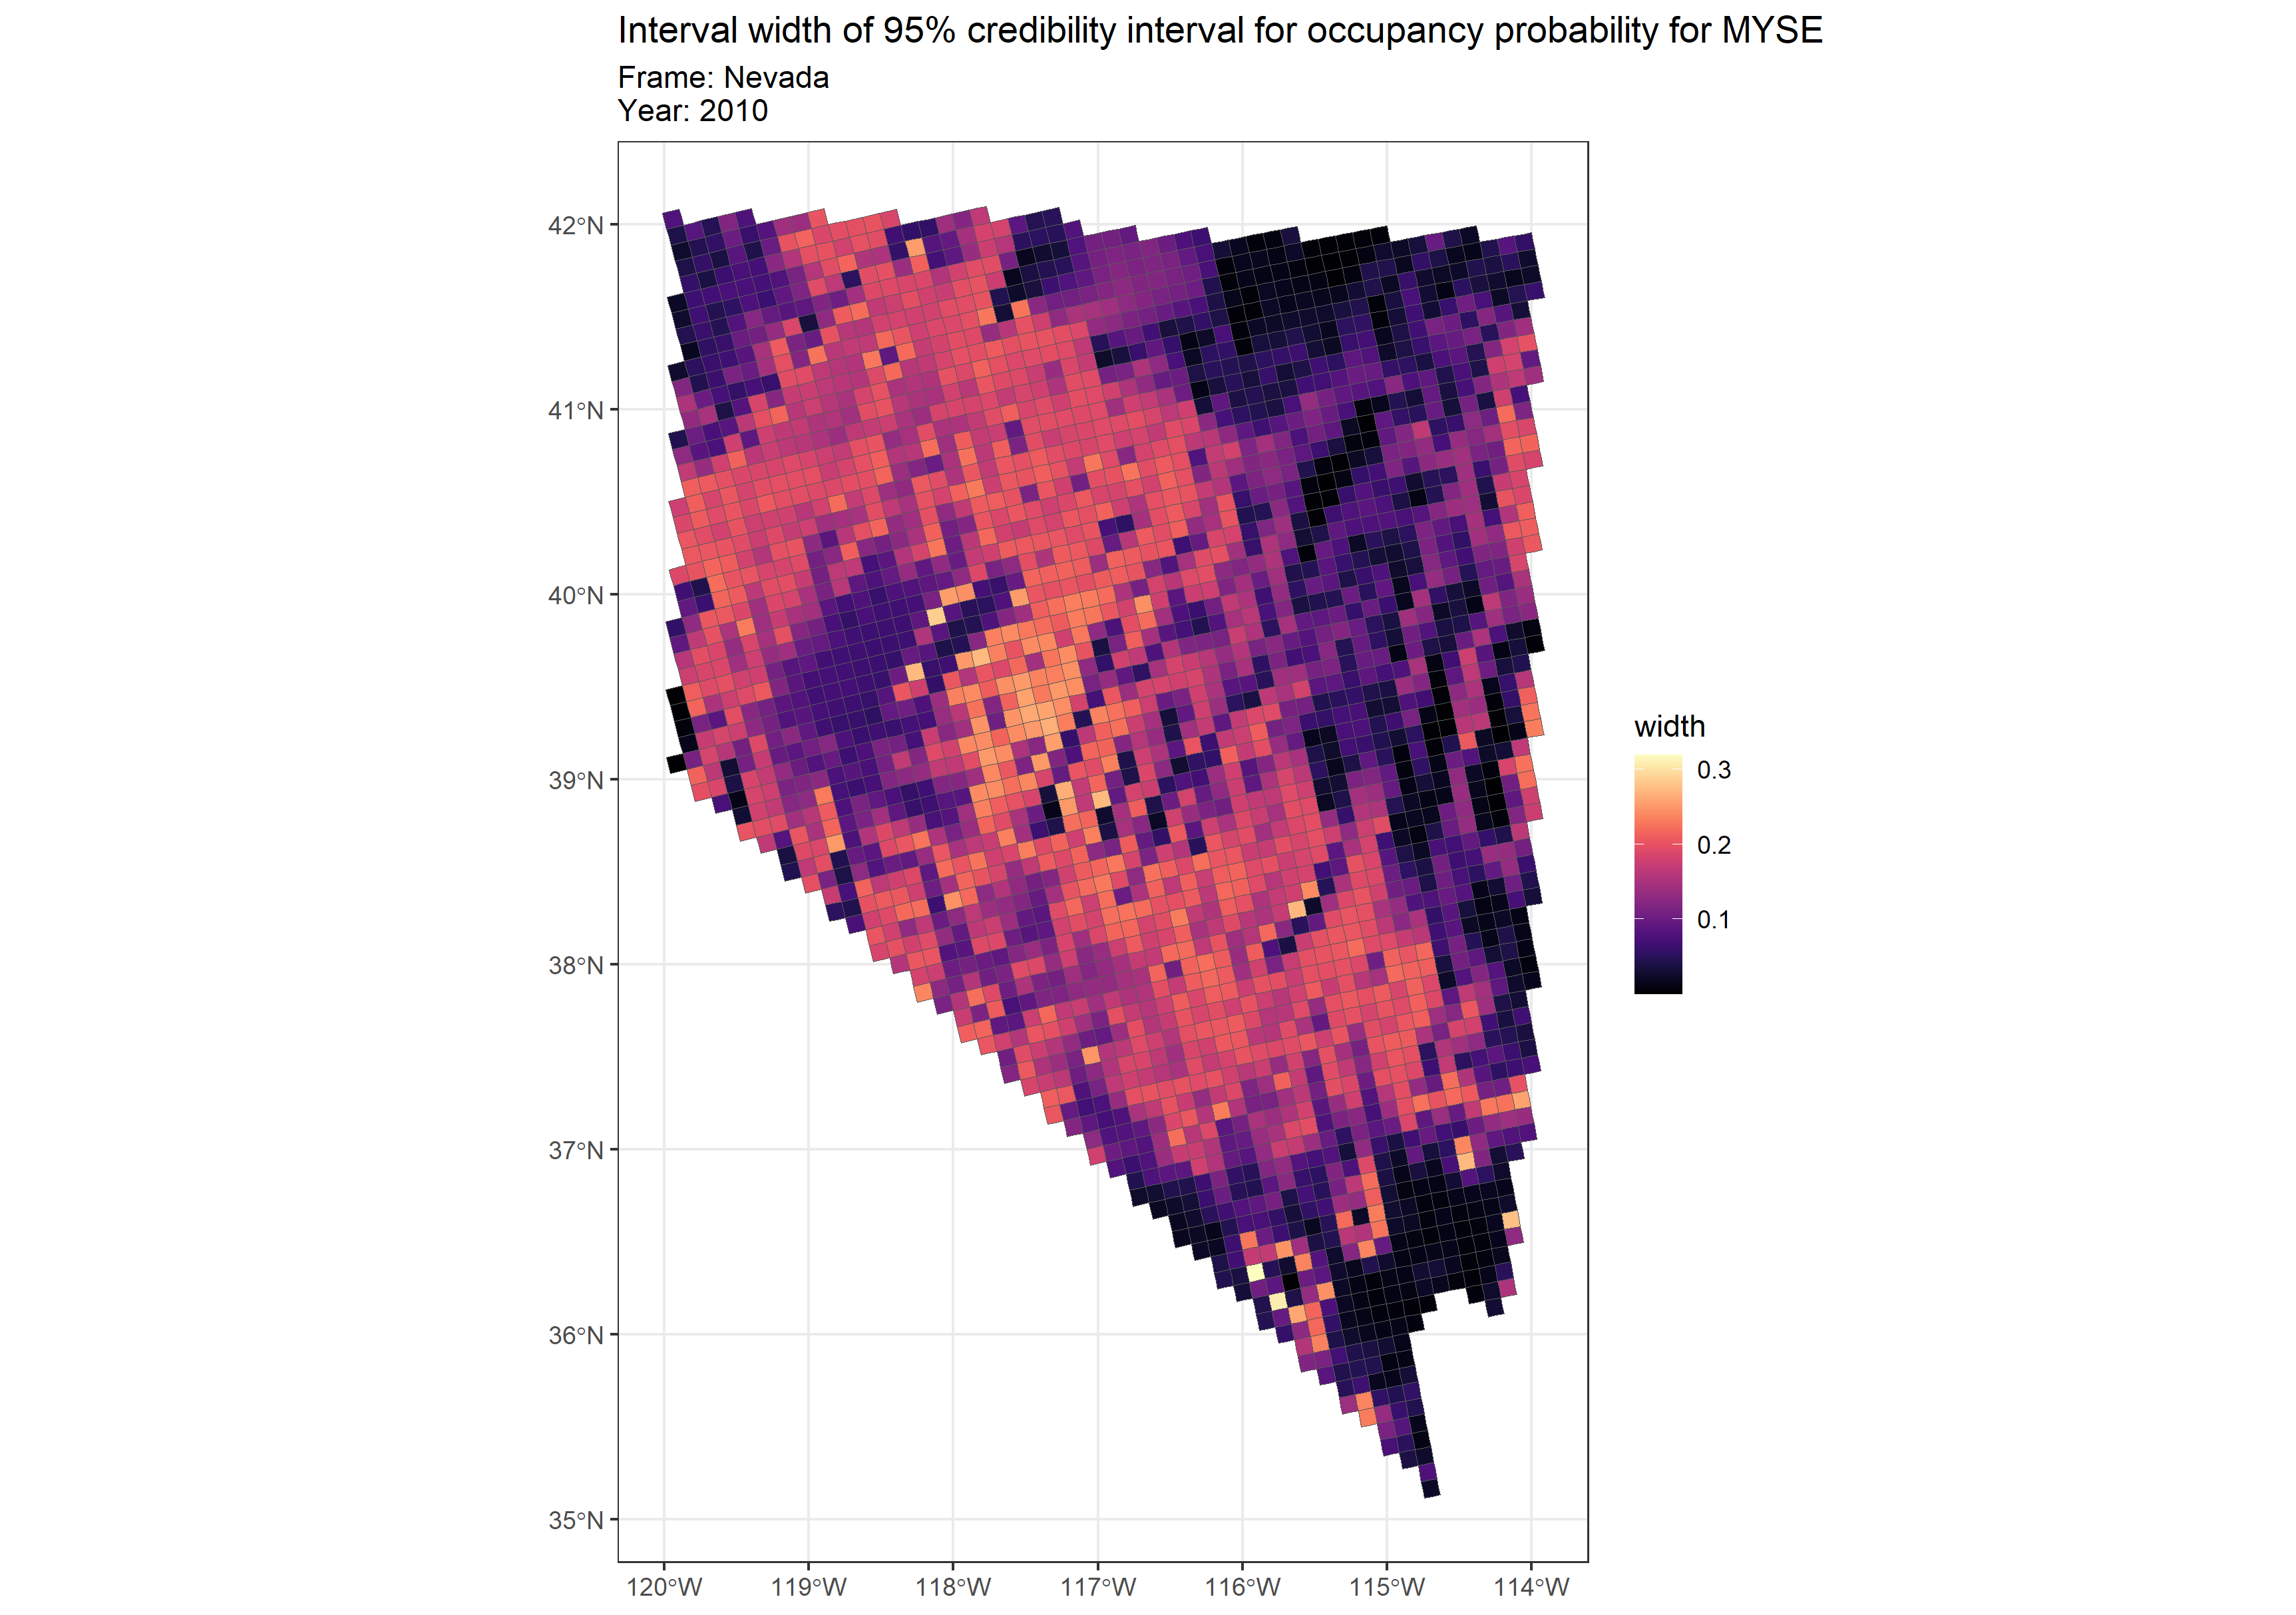 Interval width of 95% credibility interval for occupancy probability for MYSE
Frame: Nevada
Year: 2010
42°N
41°N
40°N
39°N
38°N
37°N
36°N
35°N
120°W 119°W 118°W 117°W 116°W 115°W 114°W
width
0.3
0.2
0.1